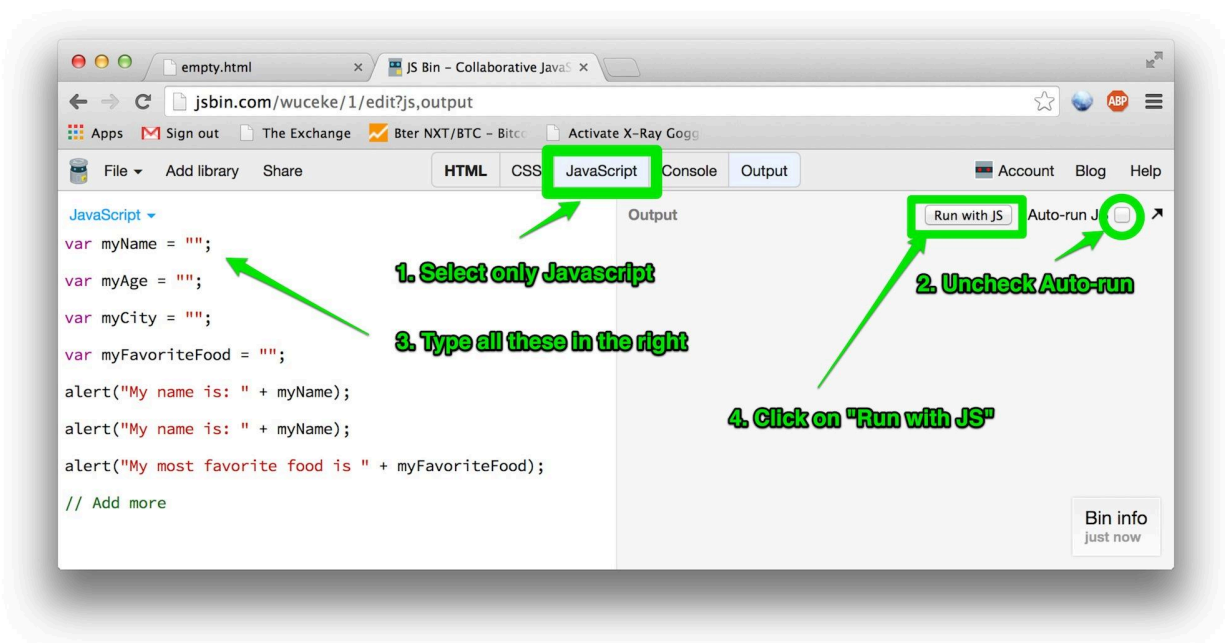 empty.html
JS Bin – Collaborative JavaS
jsbin.com/wuceke/1/edit?js,output
ABP
Apps Sign out The Exchange Bter NXT/BTC – Bitco Activate X-Ray Gogg
File Add library Share HTML CSS JavaScript Console Output Account Blog Help
JavaScript Output Run with JS Auto-run J
var myName = "";
1. Select only Javascript
2. Uncheck Auto-run
var myAge = "";
var myCity = "";
3. Type all these in the right
var myFavoriteFood = "";
alert("My name is: " + myName);
4. Click on "Run with JS"
alert("My name is: " + myName);
alert("My most favorite food is " + myFavoriteFood);
// Add more
Bin info
just now